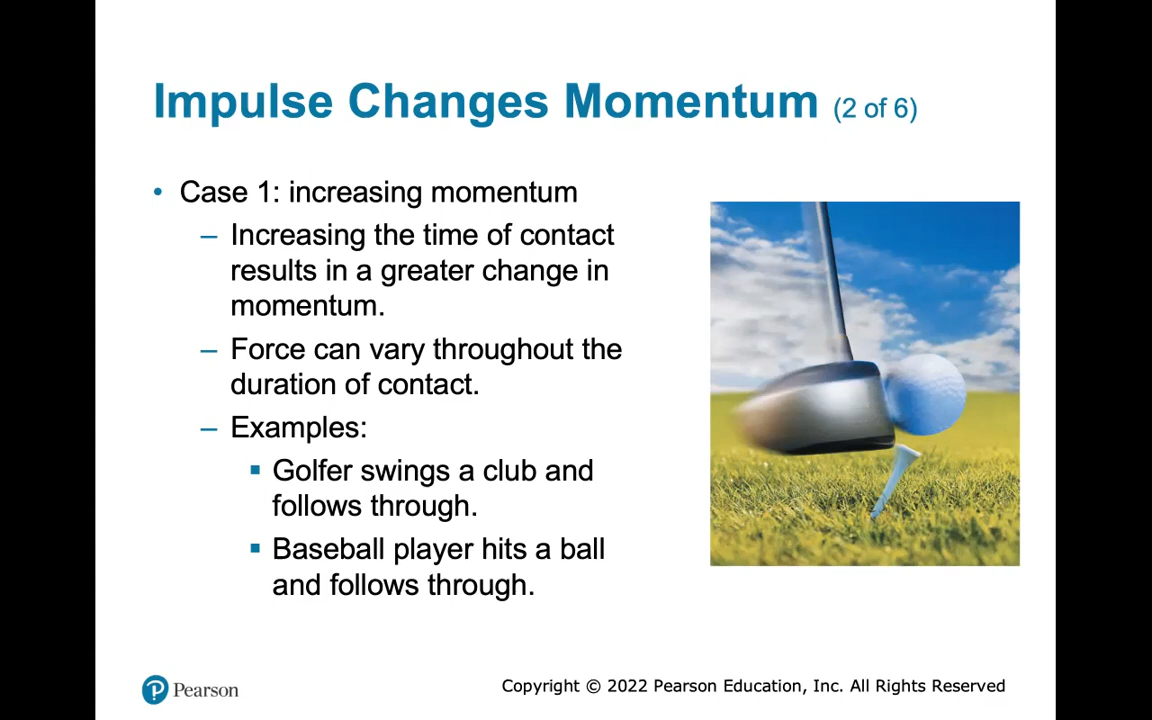 Impulse Changes Momentum (2 of 6)
• Case 1: increasing momentum
– Increasing the time of contact
results in a greater change in
momentum.
– Force can vary throughout the
duration of contact.
– Examples:
▪ Golfer swings a club and
follows through.
▪ Baseball player hits a ball
and follows through.
P Pearson
Copyright © 2022 Pearson Education, Inc. All Rights Reserved